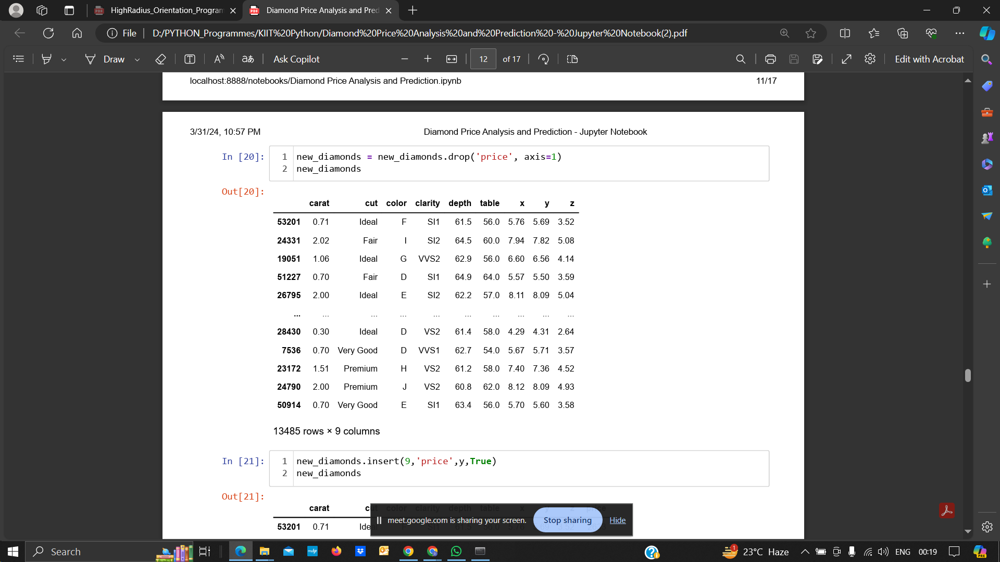 HighRadius_Orientation_Program
Diamond Price Analysis and Pred
File
D:/PYTHON_Programmes/KIIT%20Python/Diamond%20Price%20Analysis%20and%20Prediction%20-%20Jupyter%20Notebook(2).pdf
Draw
Ask Copilot
12 of 17
Edit with Acrobat
localhost:8888/notebooks/Diamond Price Analysis and Prediction.ipynb 11/17
3/31/24, 10:57 PM Diamond Price Analysis and Prediction - Jupyter Notebook
In [20]: 1 new_diamonds = new_diamonds.drop('price', axis=1)
2 new_diamonds
Out[20]:
carat cut color clarity depth table x y z
53201 0.71 Ideal F SI1 61.5 56.0 5.76 5.69 3.52
24331 2.02 Fair I SI2 64.5 60.0 7.94 7.82 5.08
19051 1.06 Ideal G VVS2 62.9 56.0 6.60 6.56 4.14
51227 0.70 Fair D SI1 64.9 64.0 5.57 5.50 3.59
26795 2.00 Ideal E SI2 62.2 57.0 8.11 8.09 5.04
... ... ... ... ... ... ... ... ... ...
28430 0.30 Ideal D VS2 61.4 58.0 4.29 4.31 2.64
7536 0.70 Very Good D VVS1 62.7 54.0 5.67 5.71 3.57
23172 1.51 Premium H VS2 61.2 58.0 7.40 7.36 4.52
24790 2.00 Premium J VS2 60.8 62.0 8.12 8.09 4.93
50914 0.70 Very Good E SI1 63.4 56.0 5.70 5.60 3.58
13485 rows × 9 columns
In [21]: 1 new_diamonds.insert(9,'price',y,True)
2 new_diamonds
Out[21]:
carat cut color clarity depth table x y z price
53201 0.71
meet.google.com is sharing your screen. Stop sharing Hide
Search
23°C Haze
ENG
00:19